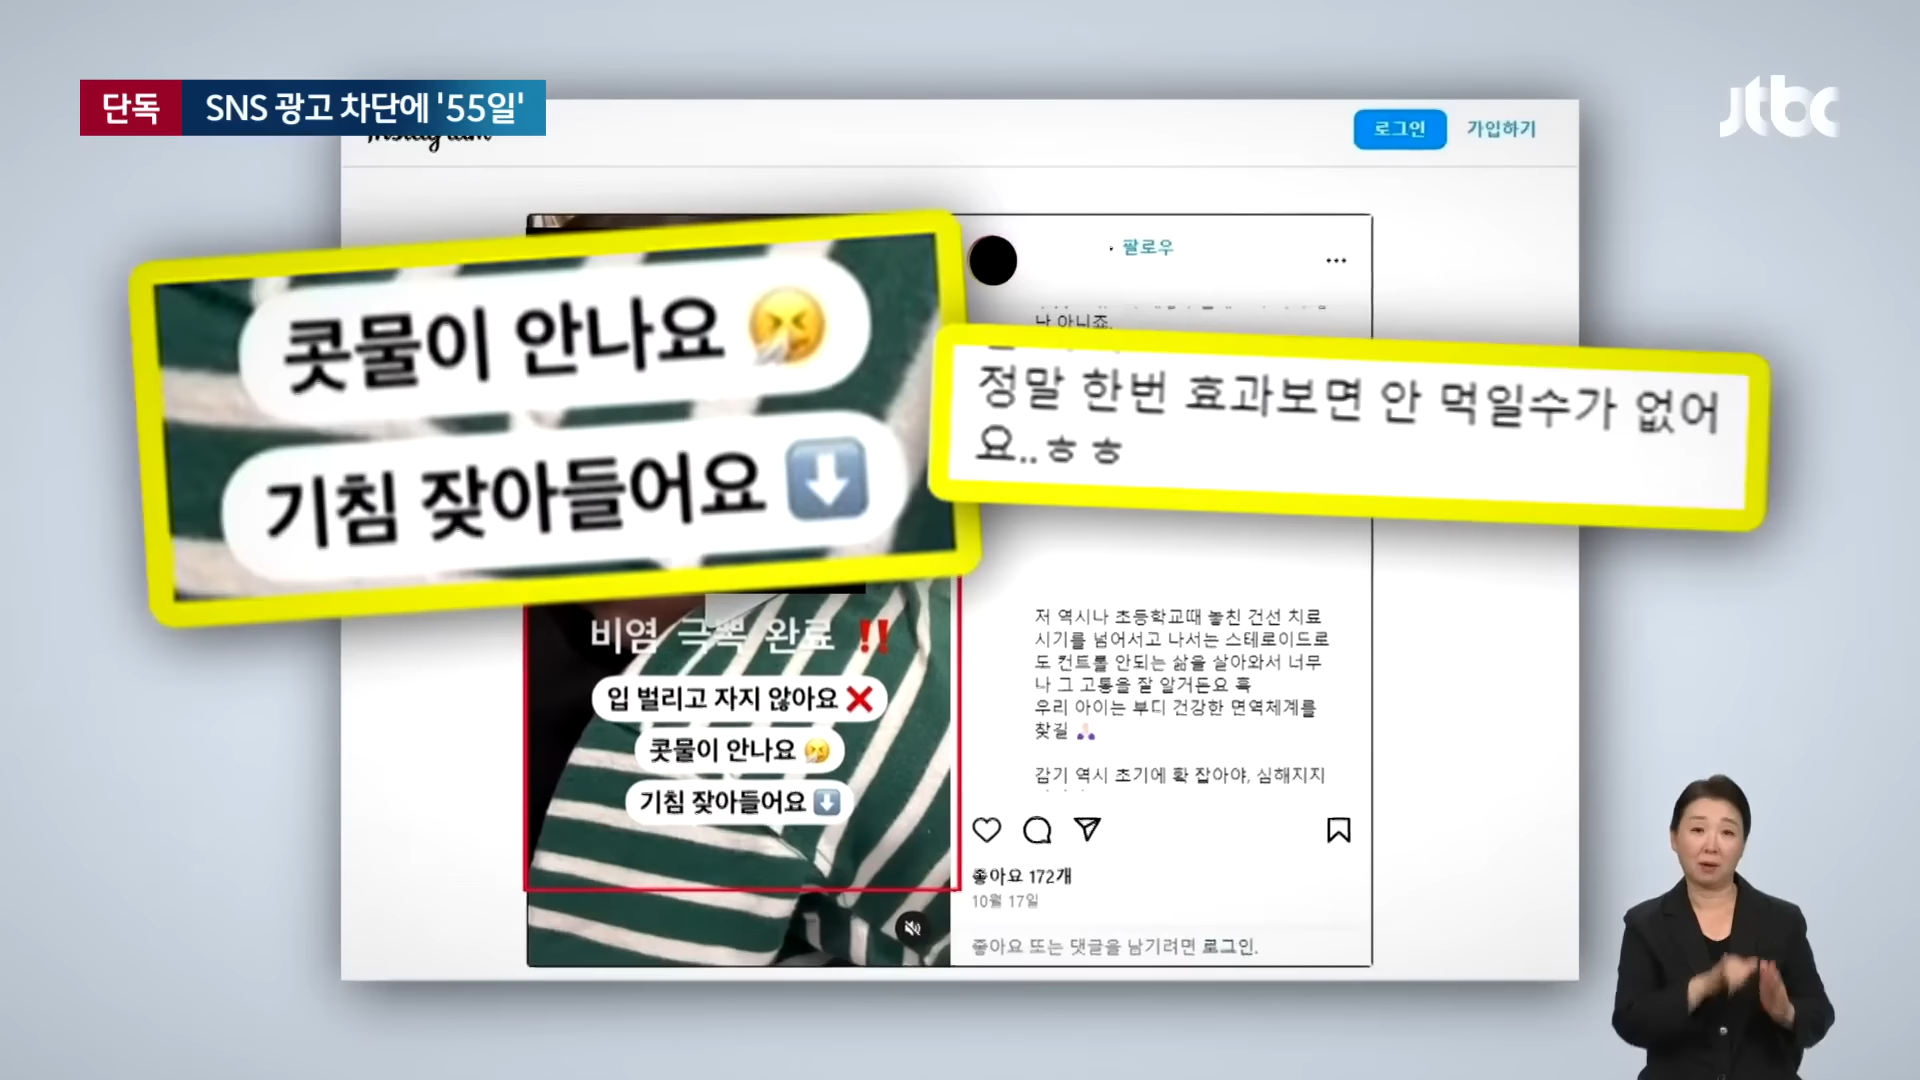 단독 SNS 광고 차단에 '55일'
jtbc
Instagram
로그인 가입하기
· 팔로우
콧물이 안나요 🤧
기침 잦아들어요 ⬇️
나 아니죠.
정말 한번 효과보면 안 먹일수가 없어
요..ㅎㅎ
비염 극뽁 완료 ‼️
입 벌리고 자지 않아요 ❌
콧물이 안나요 🤧
기침 잦아들어요 ⬇️
저 역시나 초등학교때 놓친 건선 치료
시기를 넘어서고 나서는 스테로이드로
도 컨트롤 안되는 삶을 살아와서 너무
나 그 고통을 잘 알거든요 흑
우리 아이는 부디 건강한 면역체계를
찾길 🙏🏻
감기 역시 초기에 확 잡아야, 심해지지
좋아요 172개
10월 17일
좋아요 또는 댓글을 남기려면 로그인.